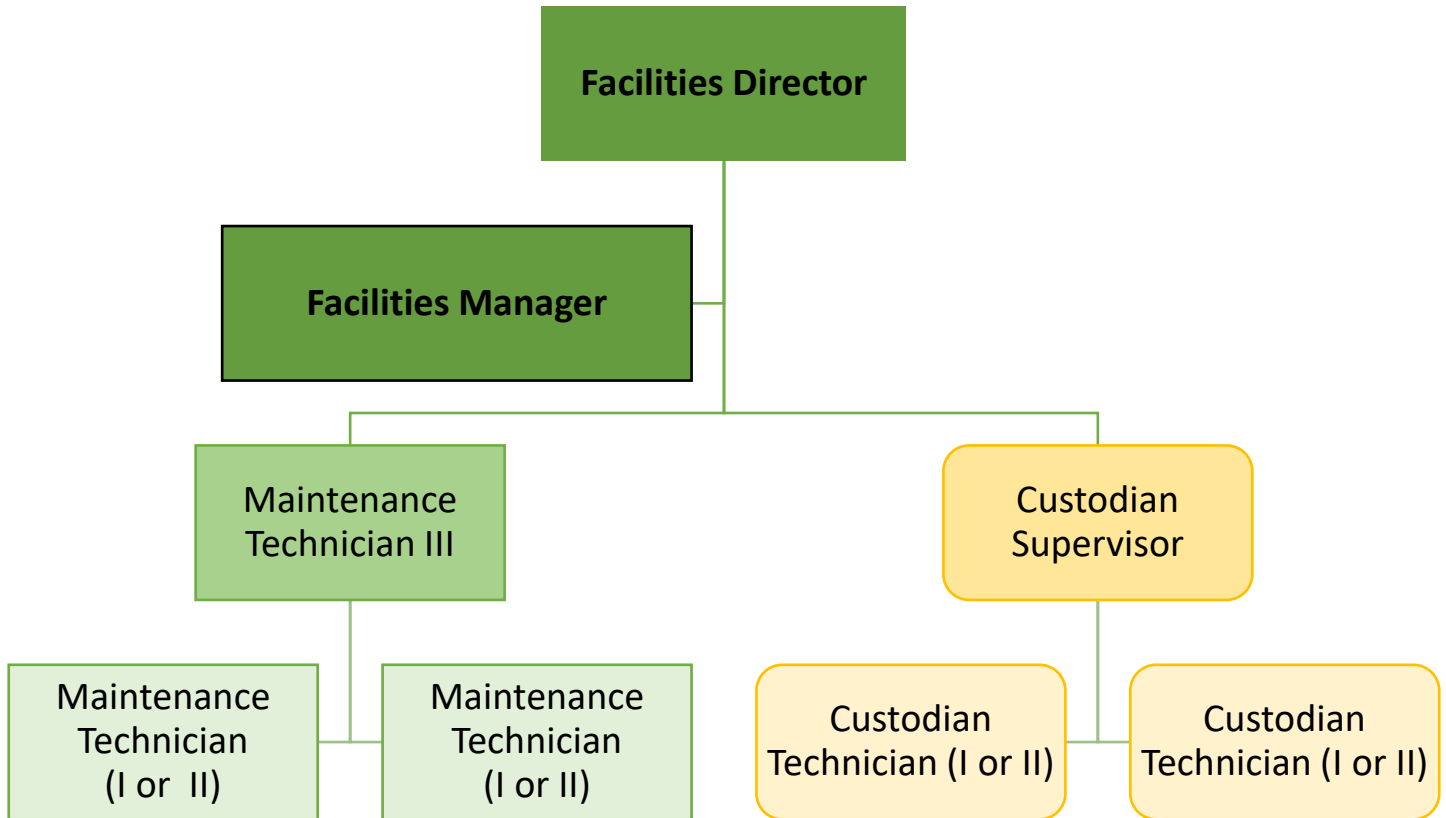 Facilities Director
Facilities Manager
Maintenance
Technician III
Custodian
Supervisor
Maintenance
Technician
(I or  II)
Maintenance
Technician
(I or II)
Custodian
Technician (I or II)
Custodian
Technician (I or II)